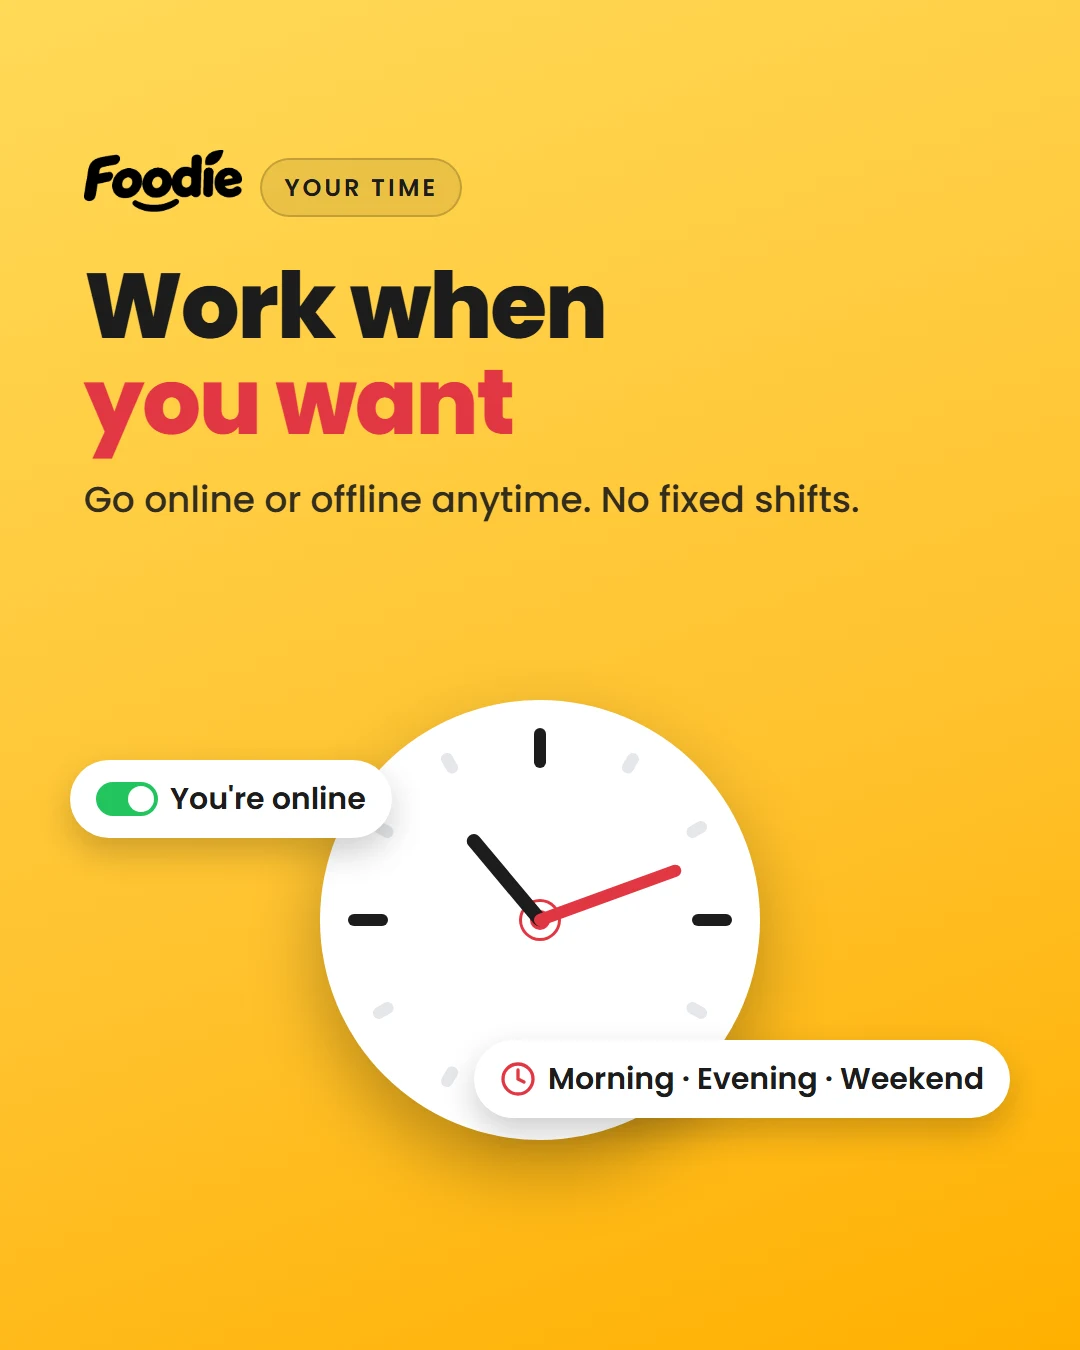 Foodie
YOUR TIME
Work when
you want
Go online or offline anytime. No fixed shifts.
You're online
Morning · Evening · Weekend